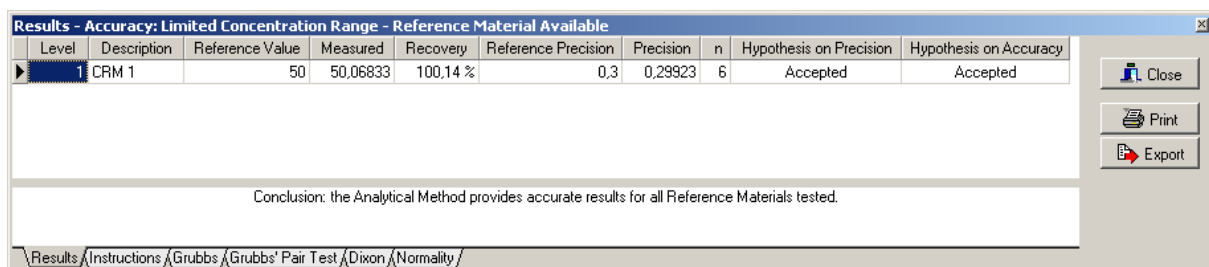 Results - Accuracy: Limited Concentration Range - Reference Material Available
Level Description Reference Value Measured Recovery Reference Precision Precision n Hypothesis on Precision Hypothesis on Accuracy
1 CRM 1 50 50,06833 100,14 % 0,3 0,29923 6 Accepted Accepted
Close
Print
Export
Conclusion: the Analytical Method provides accurate results for all Reference Materials tested.
Results Instructions Grubbs Grubbs' Pair Test Dixon Normality